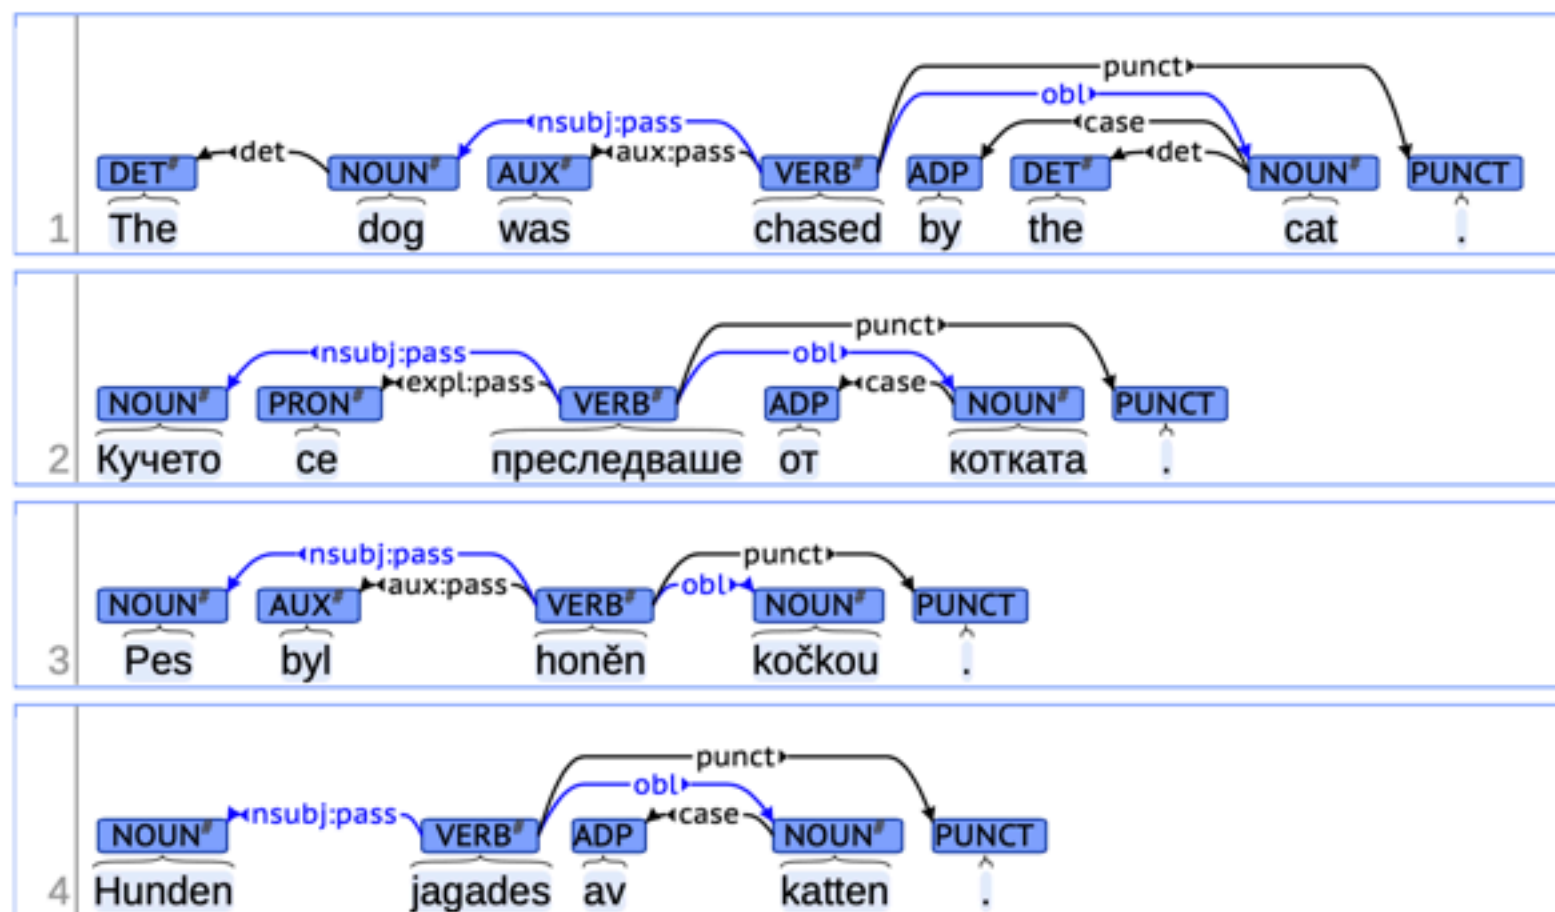 punct
obl
nsubj:pass case
det aux:pass det
DET# NOUN# AUX# VERB# ADP DET# NOUN# PUNCT
1 The dog was chased by the cat .
punct
nsubj:pass obl
expl:pass case
NOUN# PRON# VERB# ADP NOUN# PUNCT
2 Кучето се преследваше от котката .
nsubj:pass punct
aux:pass obl
NOUN# AUX# VERB# NOUN# PUNCT
3 Pes byl honěn kočkou .
punct
obl
nsubj:pass case
NOUN# VERB# ADP NOUN# PUNCT
4 Hunden jagades av katten .